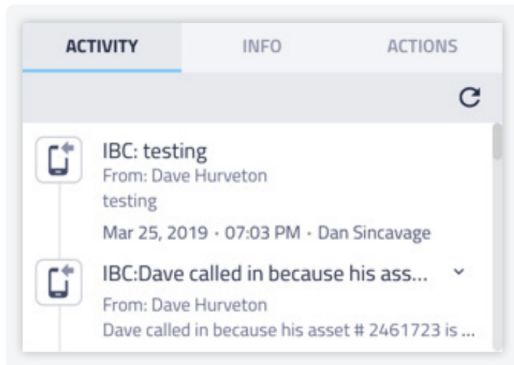 ACTIVITY INFO ACTIONS
IBC: testing
From: Dave Hurveton
testing
Mar 25, 2019 · 07:03 PM · Dan Sincavage
IBC:Dave called in because his ass...
From: Dave Hurveton
Dave called in because his asset # 2461723 is ...